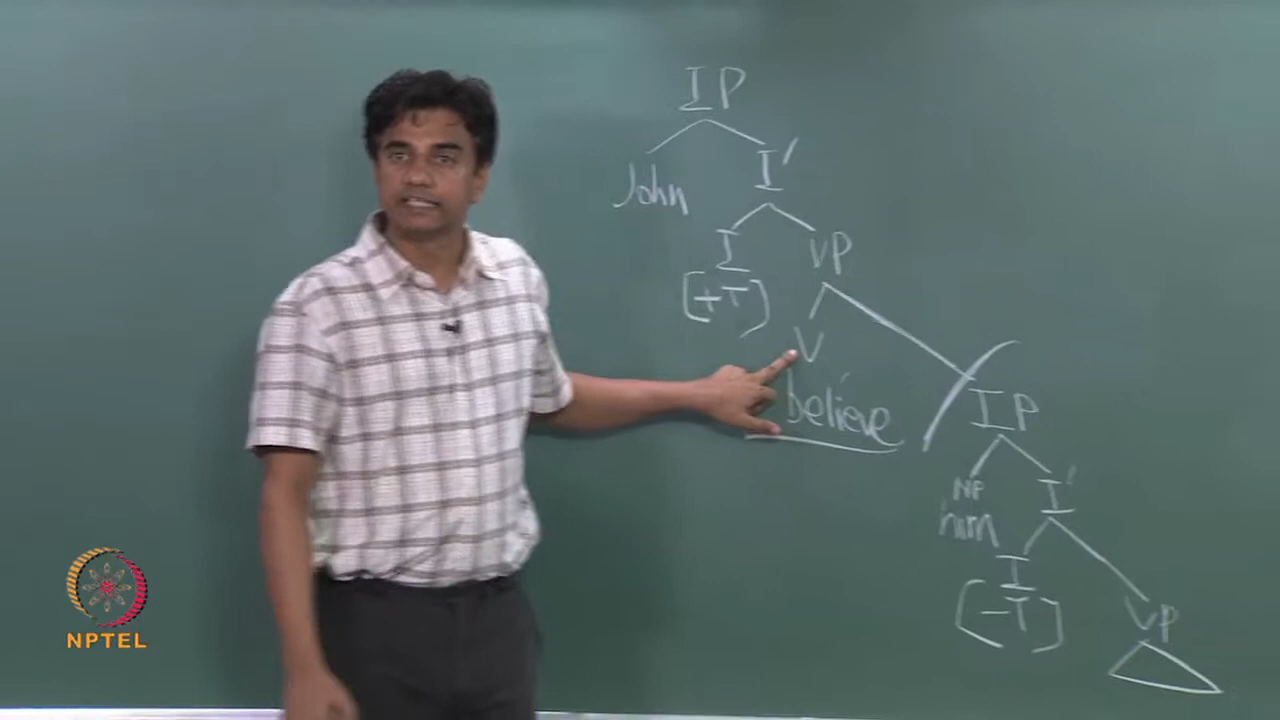 IP
John I′
I VP
[+T]
V
believe
IP
NP I′
him
I
[-T]
VP
NPTEL